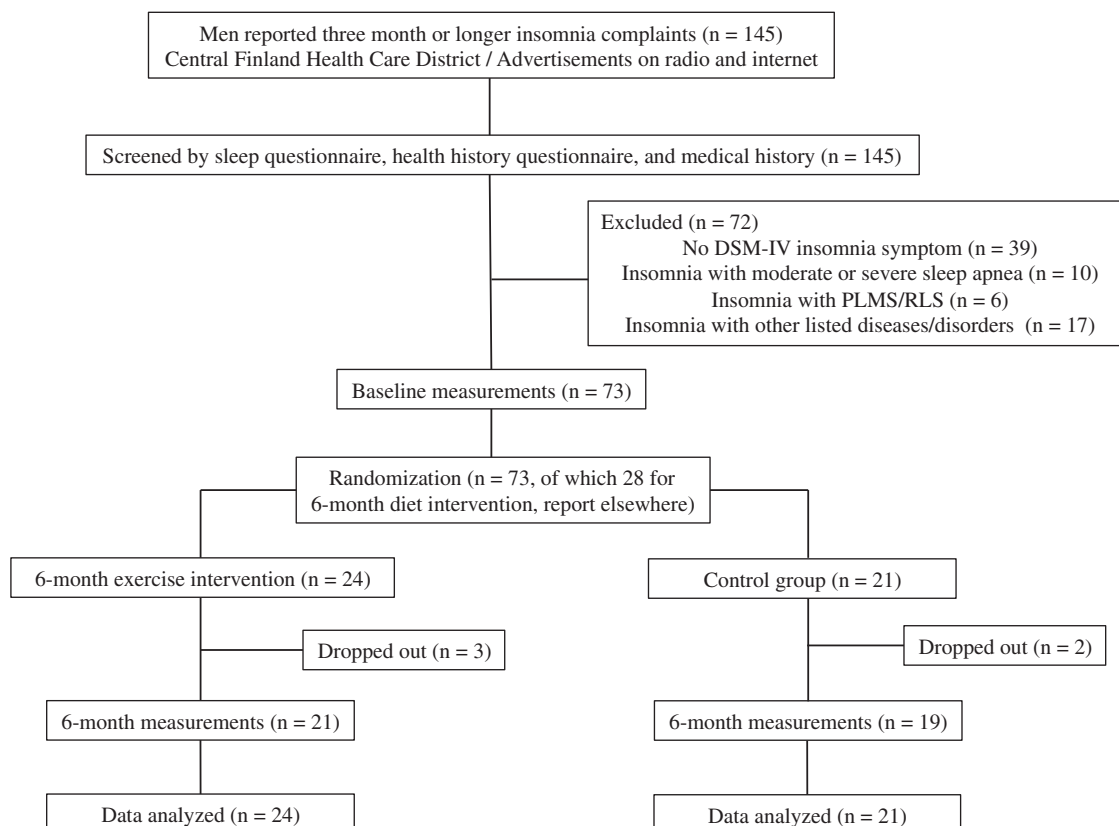 Men reported three month or longer insomnia complaints (n = 145)
Central Finland Health Care District / Advertisements on radio and internet
Screened by sleep questionnaire, health history questionnaire, and medical history (n = 145)
Excluded (n = 72)
No DSM-IV insomnia symptom (n = 39)
Insomnia with moderate or severe sleep apnea (n = 10)
Insomnia with PLMS/RLS (n = 6)
Insomnia with other listed diseases/disorders (n = 17)
Baseline measurements (n = 73)
Randomization (n = 73, of which 28 for
6-month diet intervention, report elsewhere)
6-month exercise intervention (n = 24)
Control group (n = 21)
Dropped out (n = 3)
Dropped out (n = 2)
6-month measurements (n = 21)
6-month measurements (n = 19)
Data analyzed (n = 24)
Data analyzed (n = 21)